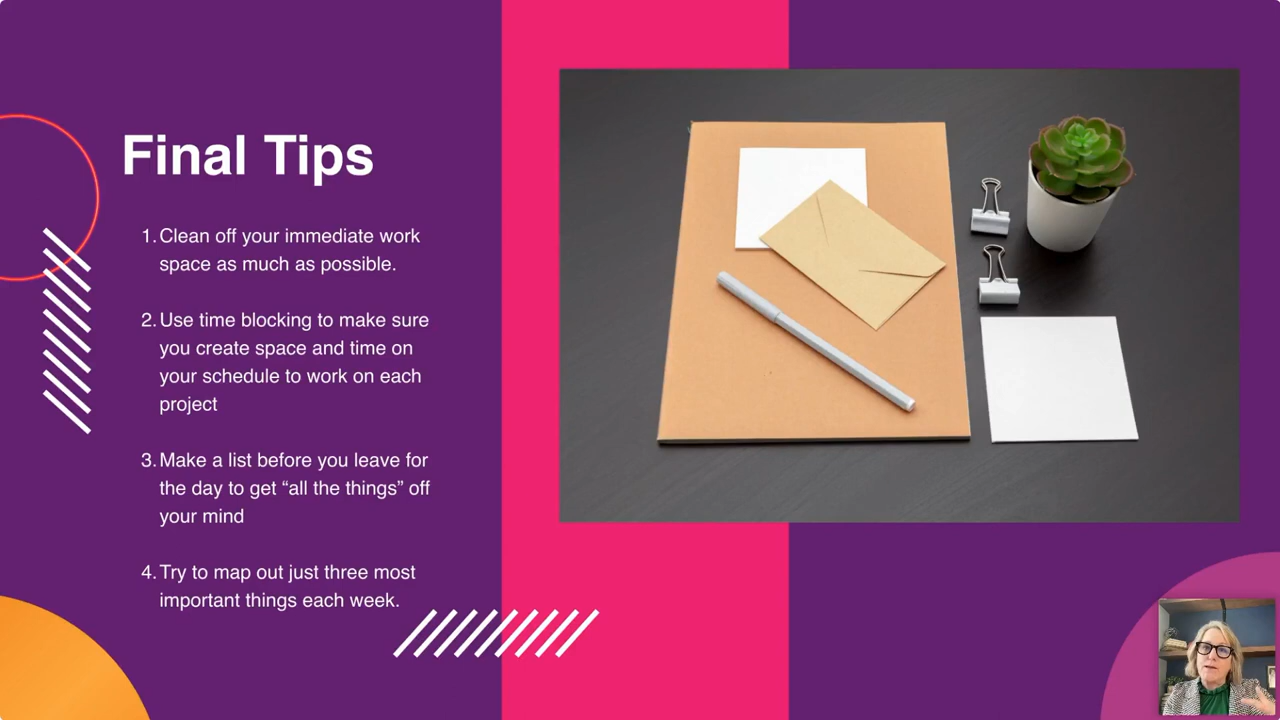 Final Tips
1. Clean off your immediate work
space as much as possible.
2. Use time blocking to make sure
you create space and time on
your schedule to work on each
project
3. Make a list before you leave for
the day to get “all the things” off
your mind
4. Try to map out just three most
important things each week.